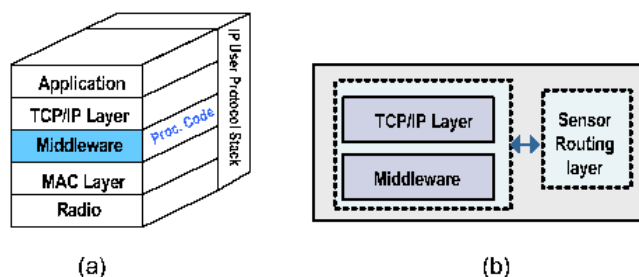 Application
TCP/IP Layer
Middleware
MAC Layer
Radio
Proc. Code
IP User Protocol Stack
(a)
TCP/IP Layer
Middleware
Sensor
Routing
layer
(b)